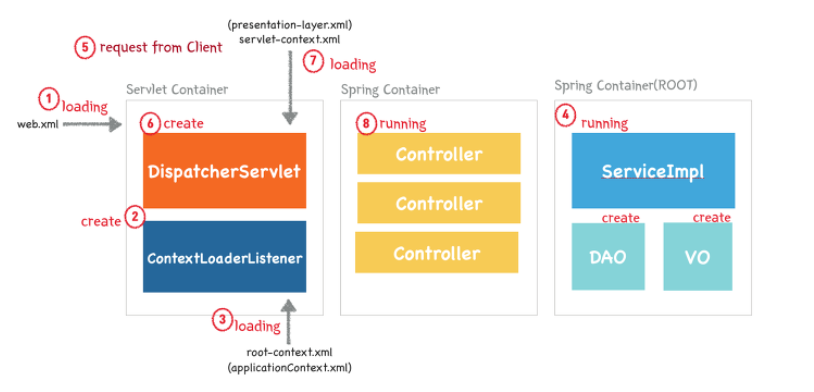 (presentation-layer.xml)
servlet-context.xml
5 request from Client
7 loading
Servlet Container
Spring Container
Spring Container(ROOT)
1 loading
web.xml
6 create
8 running
4 running
DispatcherServlet
Controller
ServiceImpl
create 2
Controller
create
create
ContextLoaderListener
Controller
DAO
VO
3 loading
root-context.xml
(applicationContext.xml)